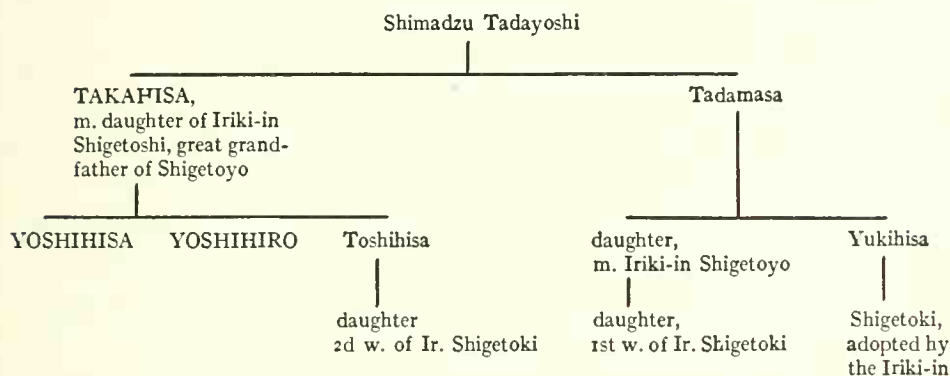 Shimadzu Tadayoshi
TAKAHISA,
m. daughter of Iriki-in
Shigetoshi, great grand-
father of Shigetoyo
Tadamasa
YOSHIHISA
YOSHIHIRO
Toshihisa
daughter,
m. Iriki-in Shigetoyo
Yukihisa
daughter
2d w. of Ir. Shigetoki
daughter,
1st w. of Ir. Shigetoki
Shigetoki,
adopted by
the Iriki-in